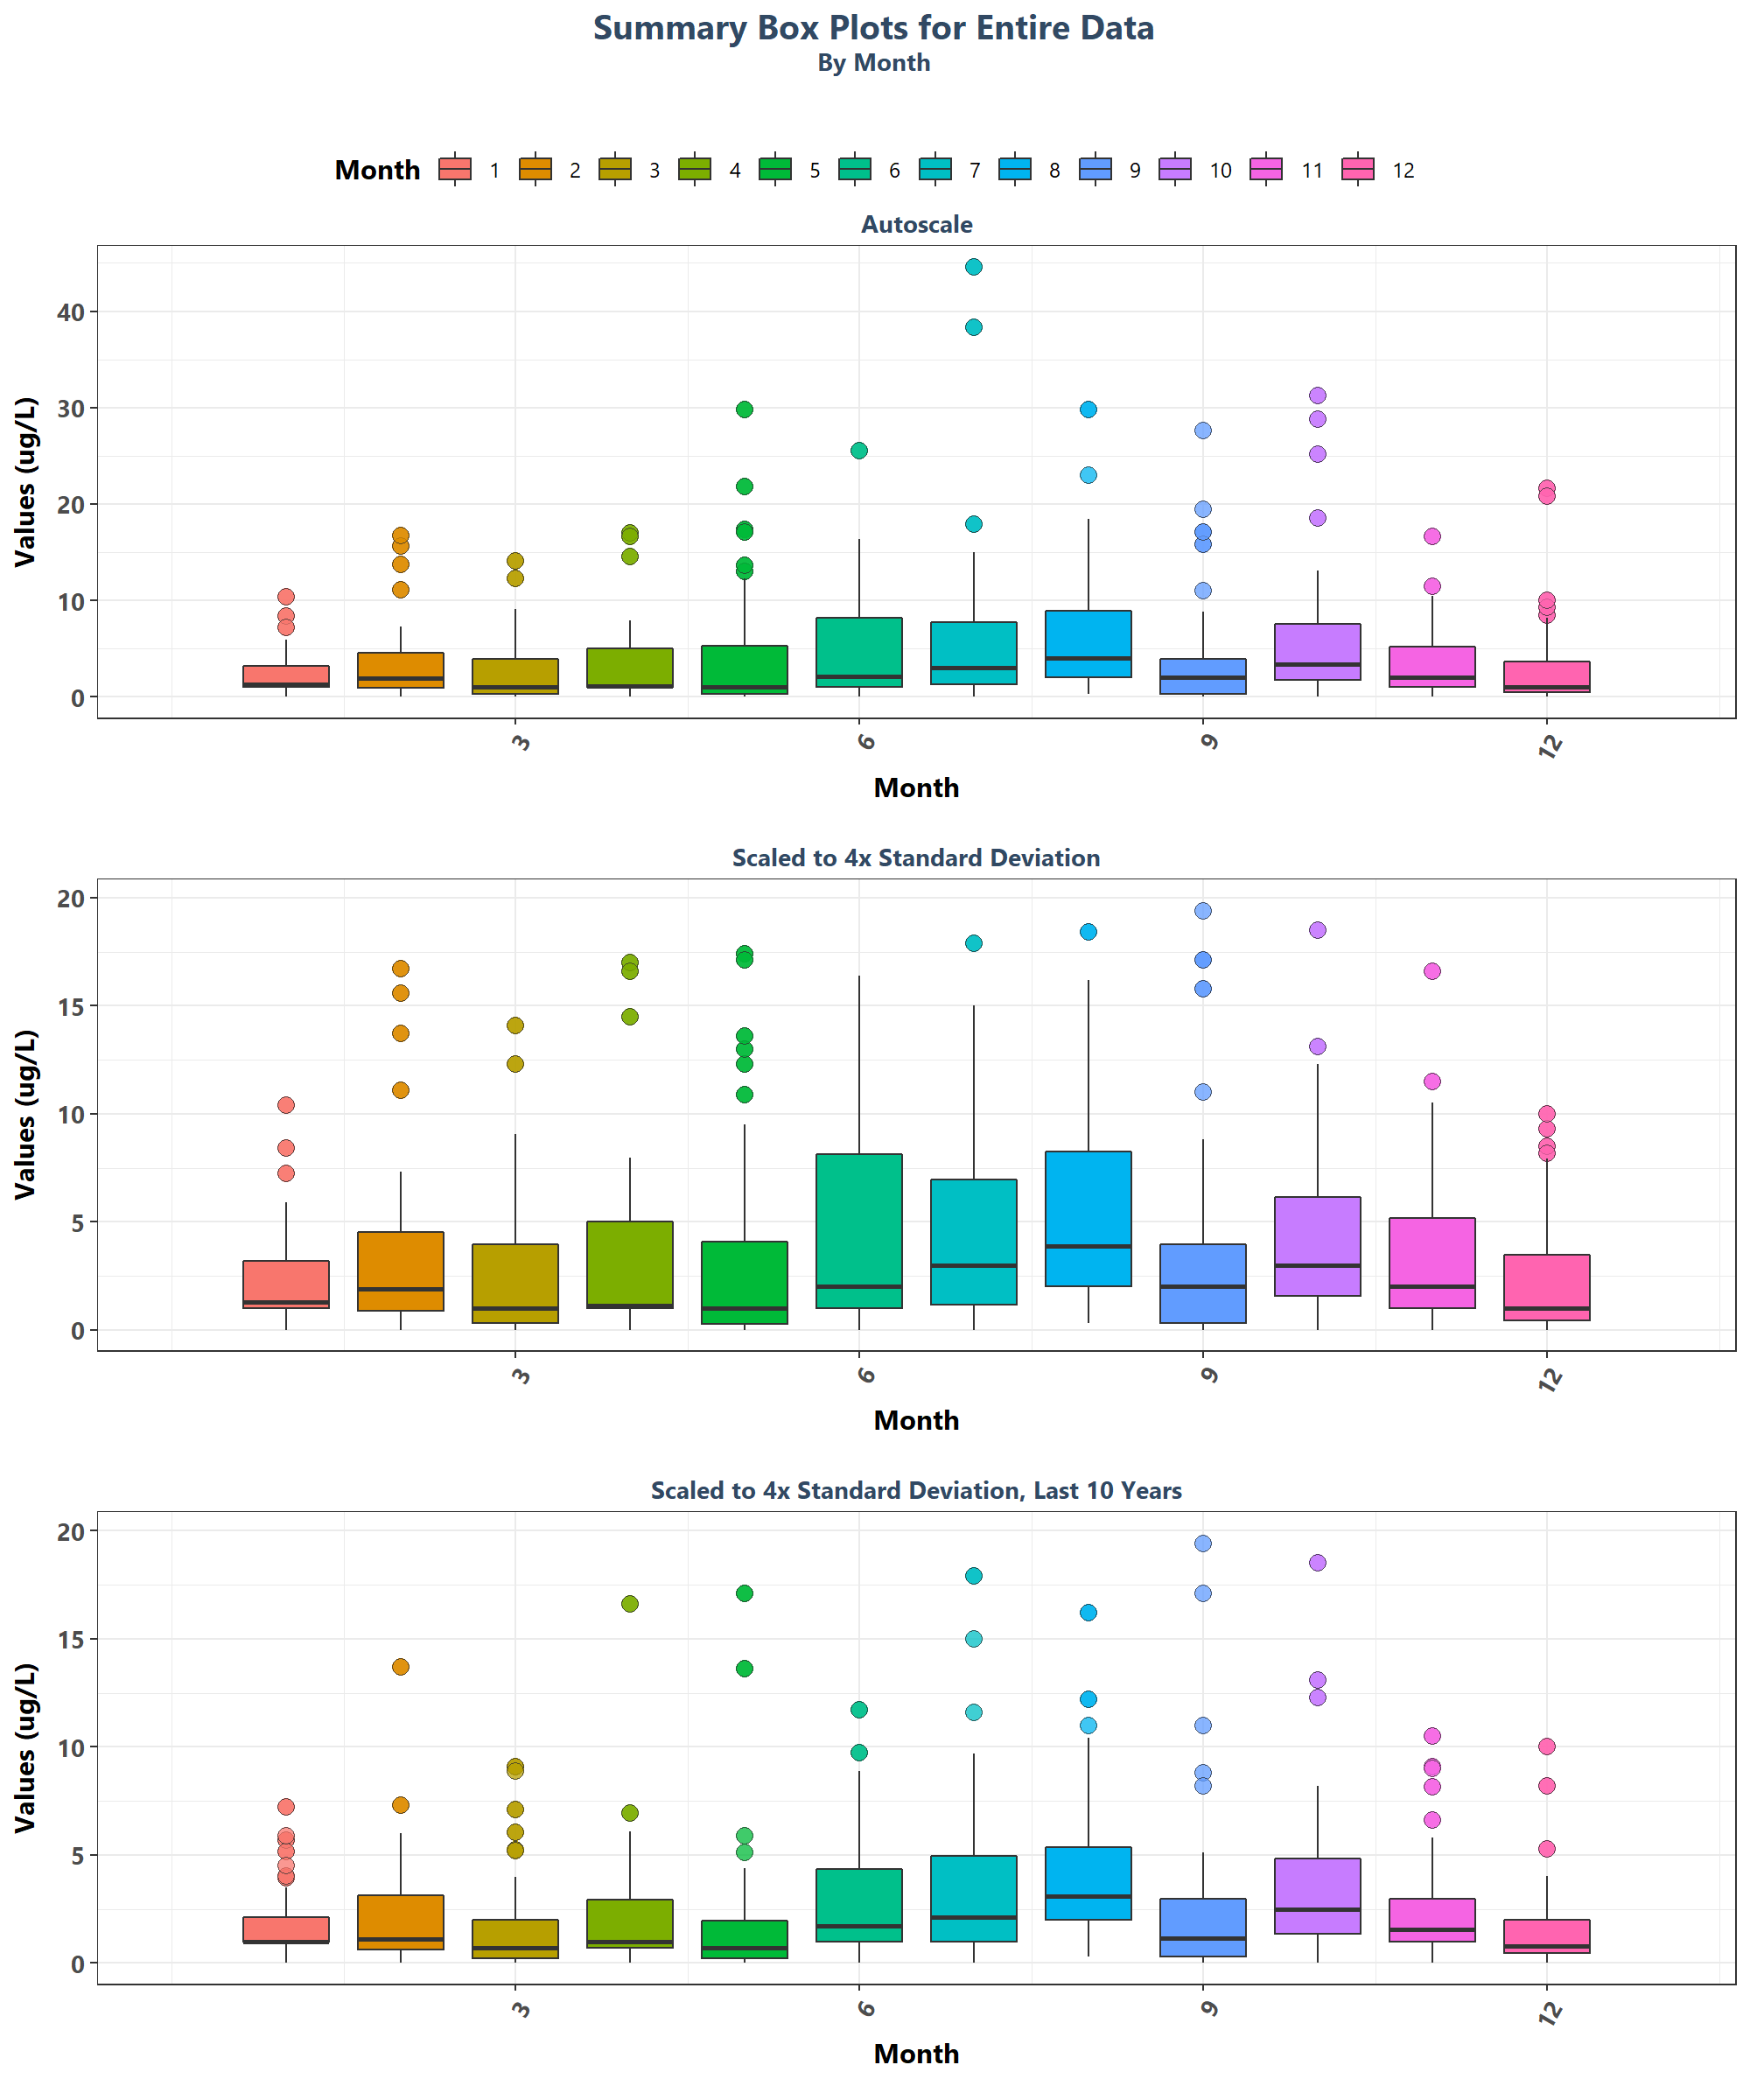 Summary Box Plots for Entire Data
By Month
Month 1 2 3 4 5 6 7 8 9 10 11 12
Autoscale
Values (ug/L)
40
30
20
10
0
3 6 9 12
Month
Scaled to 4x Standard Deviation
Values (ug/L)
20
15
10
5
0
3 6 9 12
Month
Scaled to 4x Standard Deviation, Last 10 Years
Values (ug/L)
20
15
10
5
0
3 6 9 12
Month